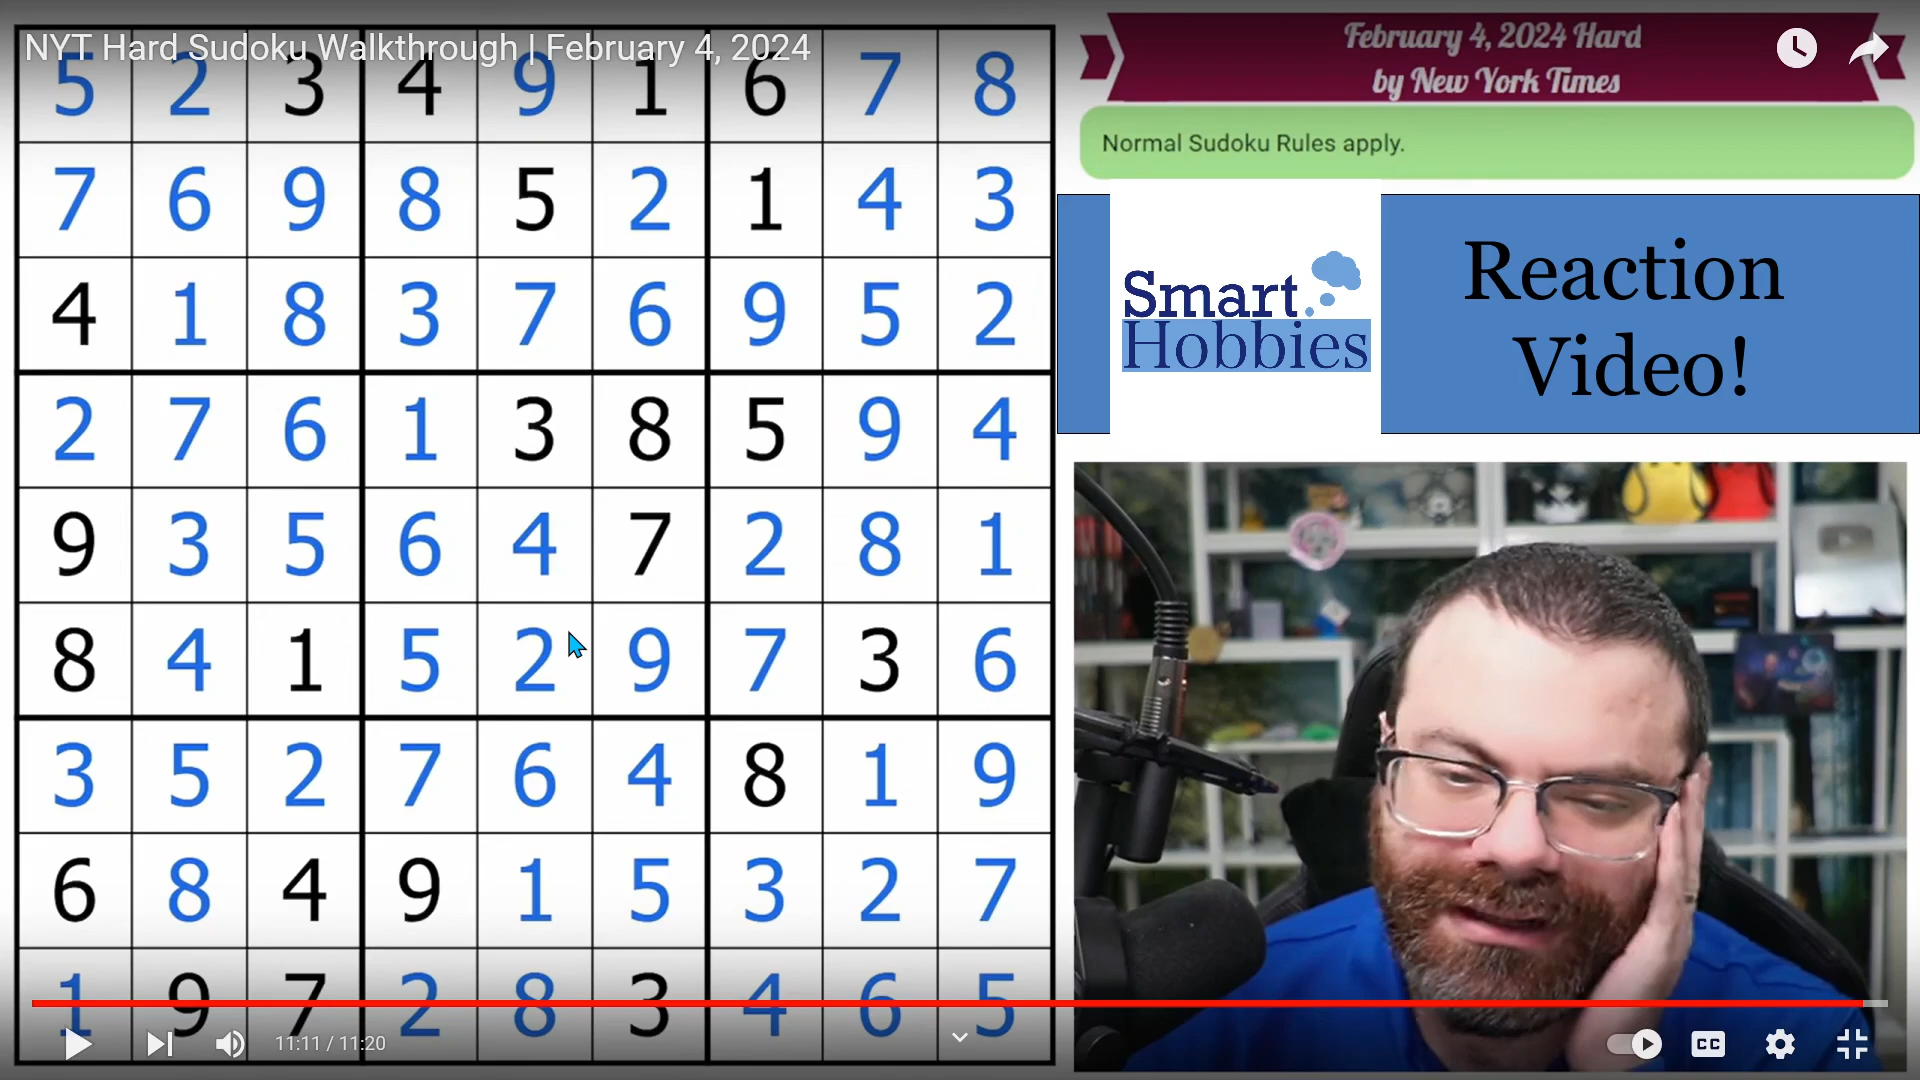 NYT Hard Sudoku Walkthrough | February 4, 2024
5 2 3 4 9 1 6 7 8
7 6 9 8 5 2 1 4 3
4 1 8 3 7 6 9 5 2
2 7 6 1 3 8 5 9 4
9 3 5 6 4 7 2 8 1
8 4 1 5 2 9 7 3 6
3 5 2 7 6 4 8 1 9
6 8 4 9 1 5 3 2 7
1 9 7 2 8 3 4 6 5
February 4, 2024 Hard
by New York Times
Normal Sudoku Rules apply.
Smart
Hobbies
Reaction
Video!
11:11 / 11:20
CC